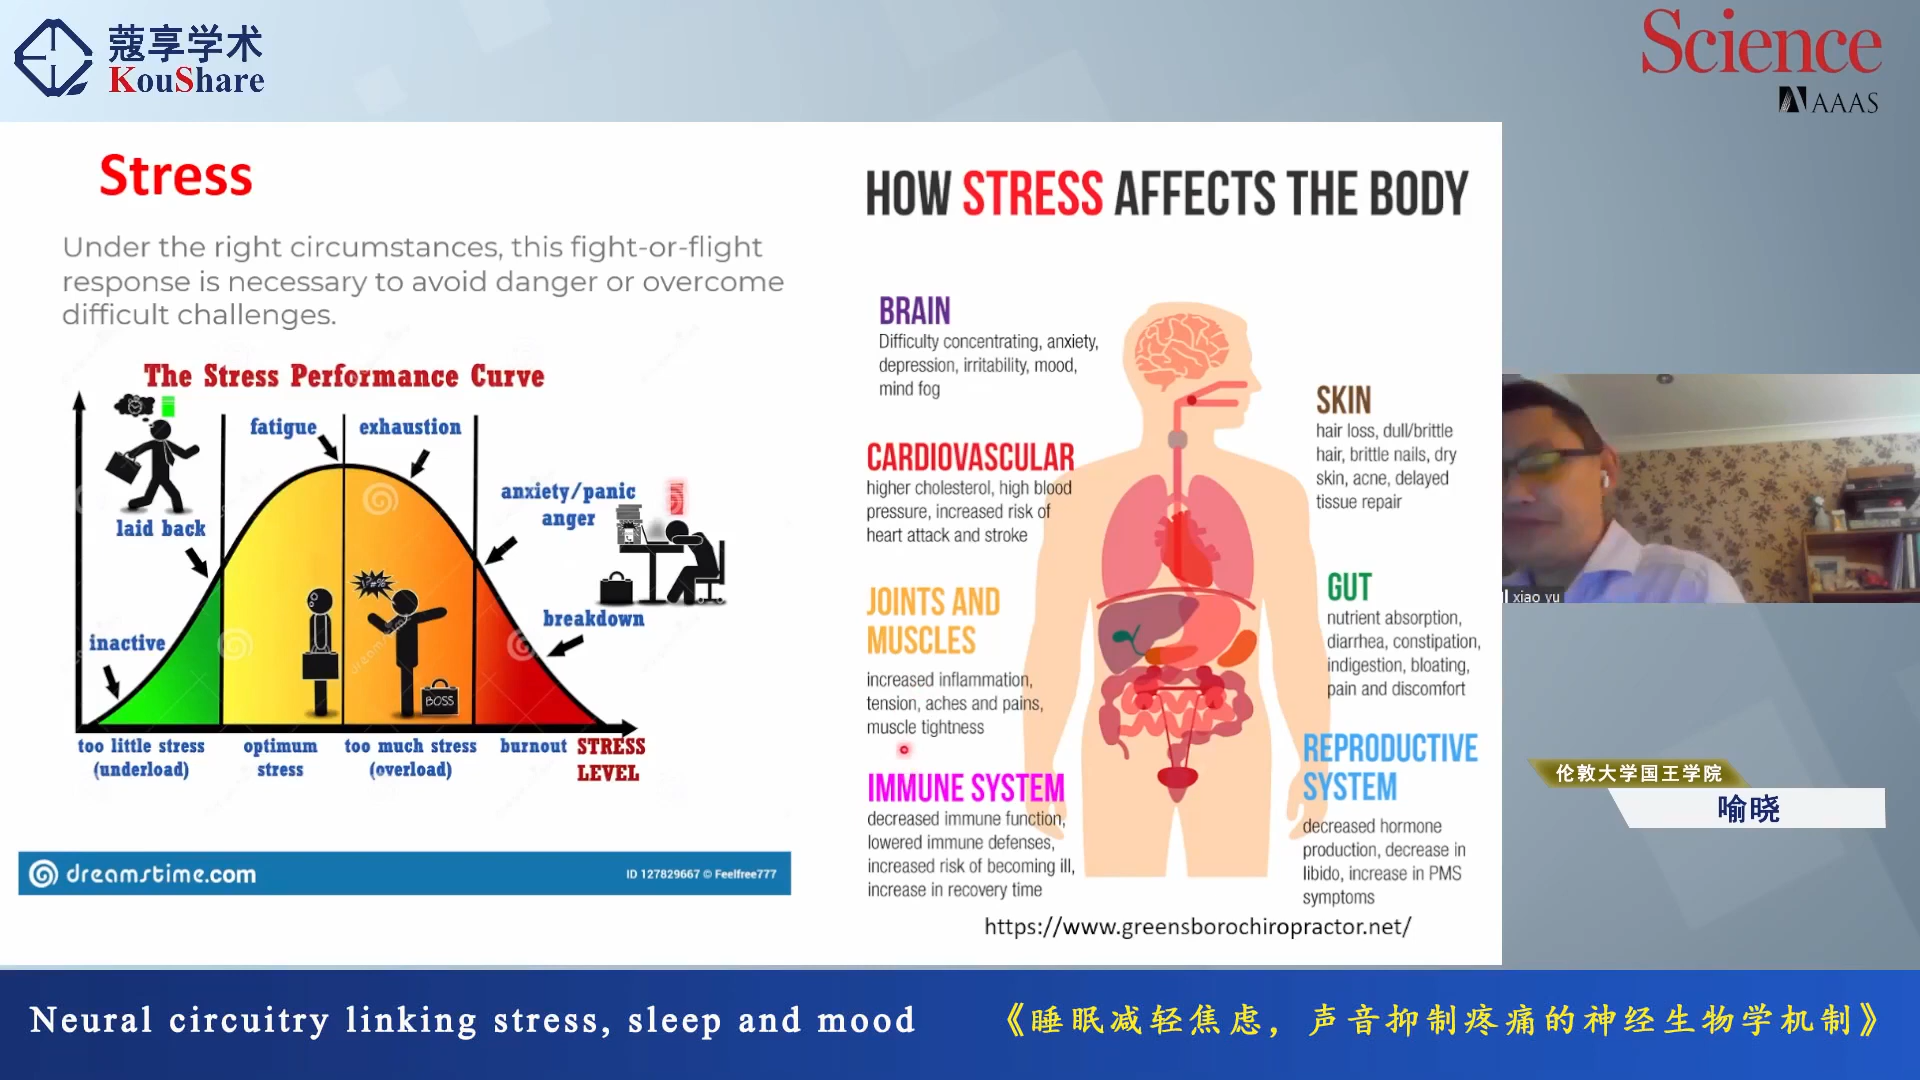 蔻享学术
KouShare
Science
AAAS
Stress
Under the right circumstances, this fight-or-flight
response is necessary to avoid danger or overcome
difficult challenges.
The Stress Performance Curve
fatigue
exhaustion
laid back
anxiety/panic
anger
inactive
breakdown
BOSS
too little stress
(underload)
optimum
stress
too much stress
(overload)
burnout
STRESS
LEVEL
dreamstime.com
ID 127829667 © Feelfree777
HOW STRESS AFFECTS THE BODY
BRAIN
Difficulty concentrating, anxiety,
depression, irritability, mood,
mind fog
CARDIOVASCULAR
higher cholesterol, high blood
pressure, increased risk of
heart attack and stroke
JOINTS AND
MUSCLES
increased inflammation,
tension, aches and pains,
muscle tightness
IMMUNE SYSTEM
decreased immune function,
lowered immune defenses,
increased risk of becoming ill,
increase in recovery time
SKIN
hair loss, dull/brittle
hair, brittle nails, dry
skin, acne, delayed
tissue repair
GUT
nutrient absorption,
diarrhea, constipation,
indigestion, bloating,
pain and discomfort
REPRODUCTIVE
SYSTEM
decreased hormone
production, decrease in
libido, increase in PMS
symptoms
https://www.greensborochiropractor.net/
xiao yu
伦敦大学国王学院
喻晓
Neural circuitry linking stress, sleep and mood
《睡眠减轻焦虑，声音抑制疼痛的神经生物学机制》